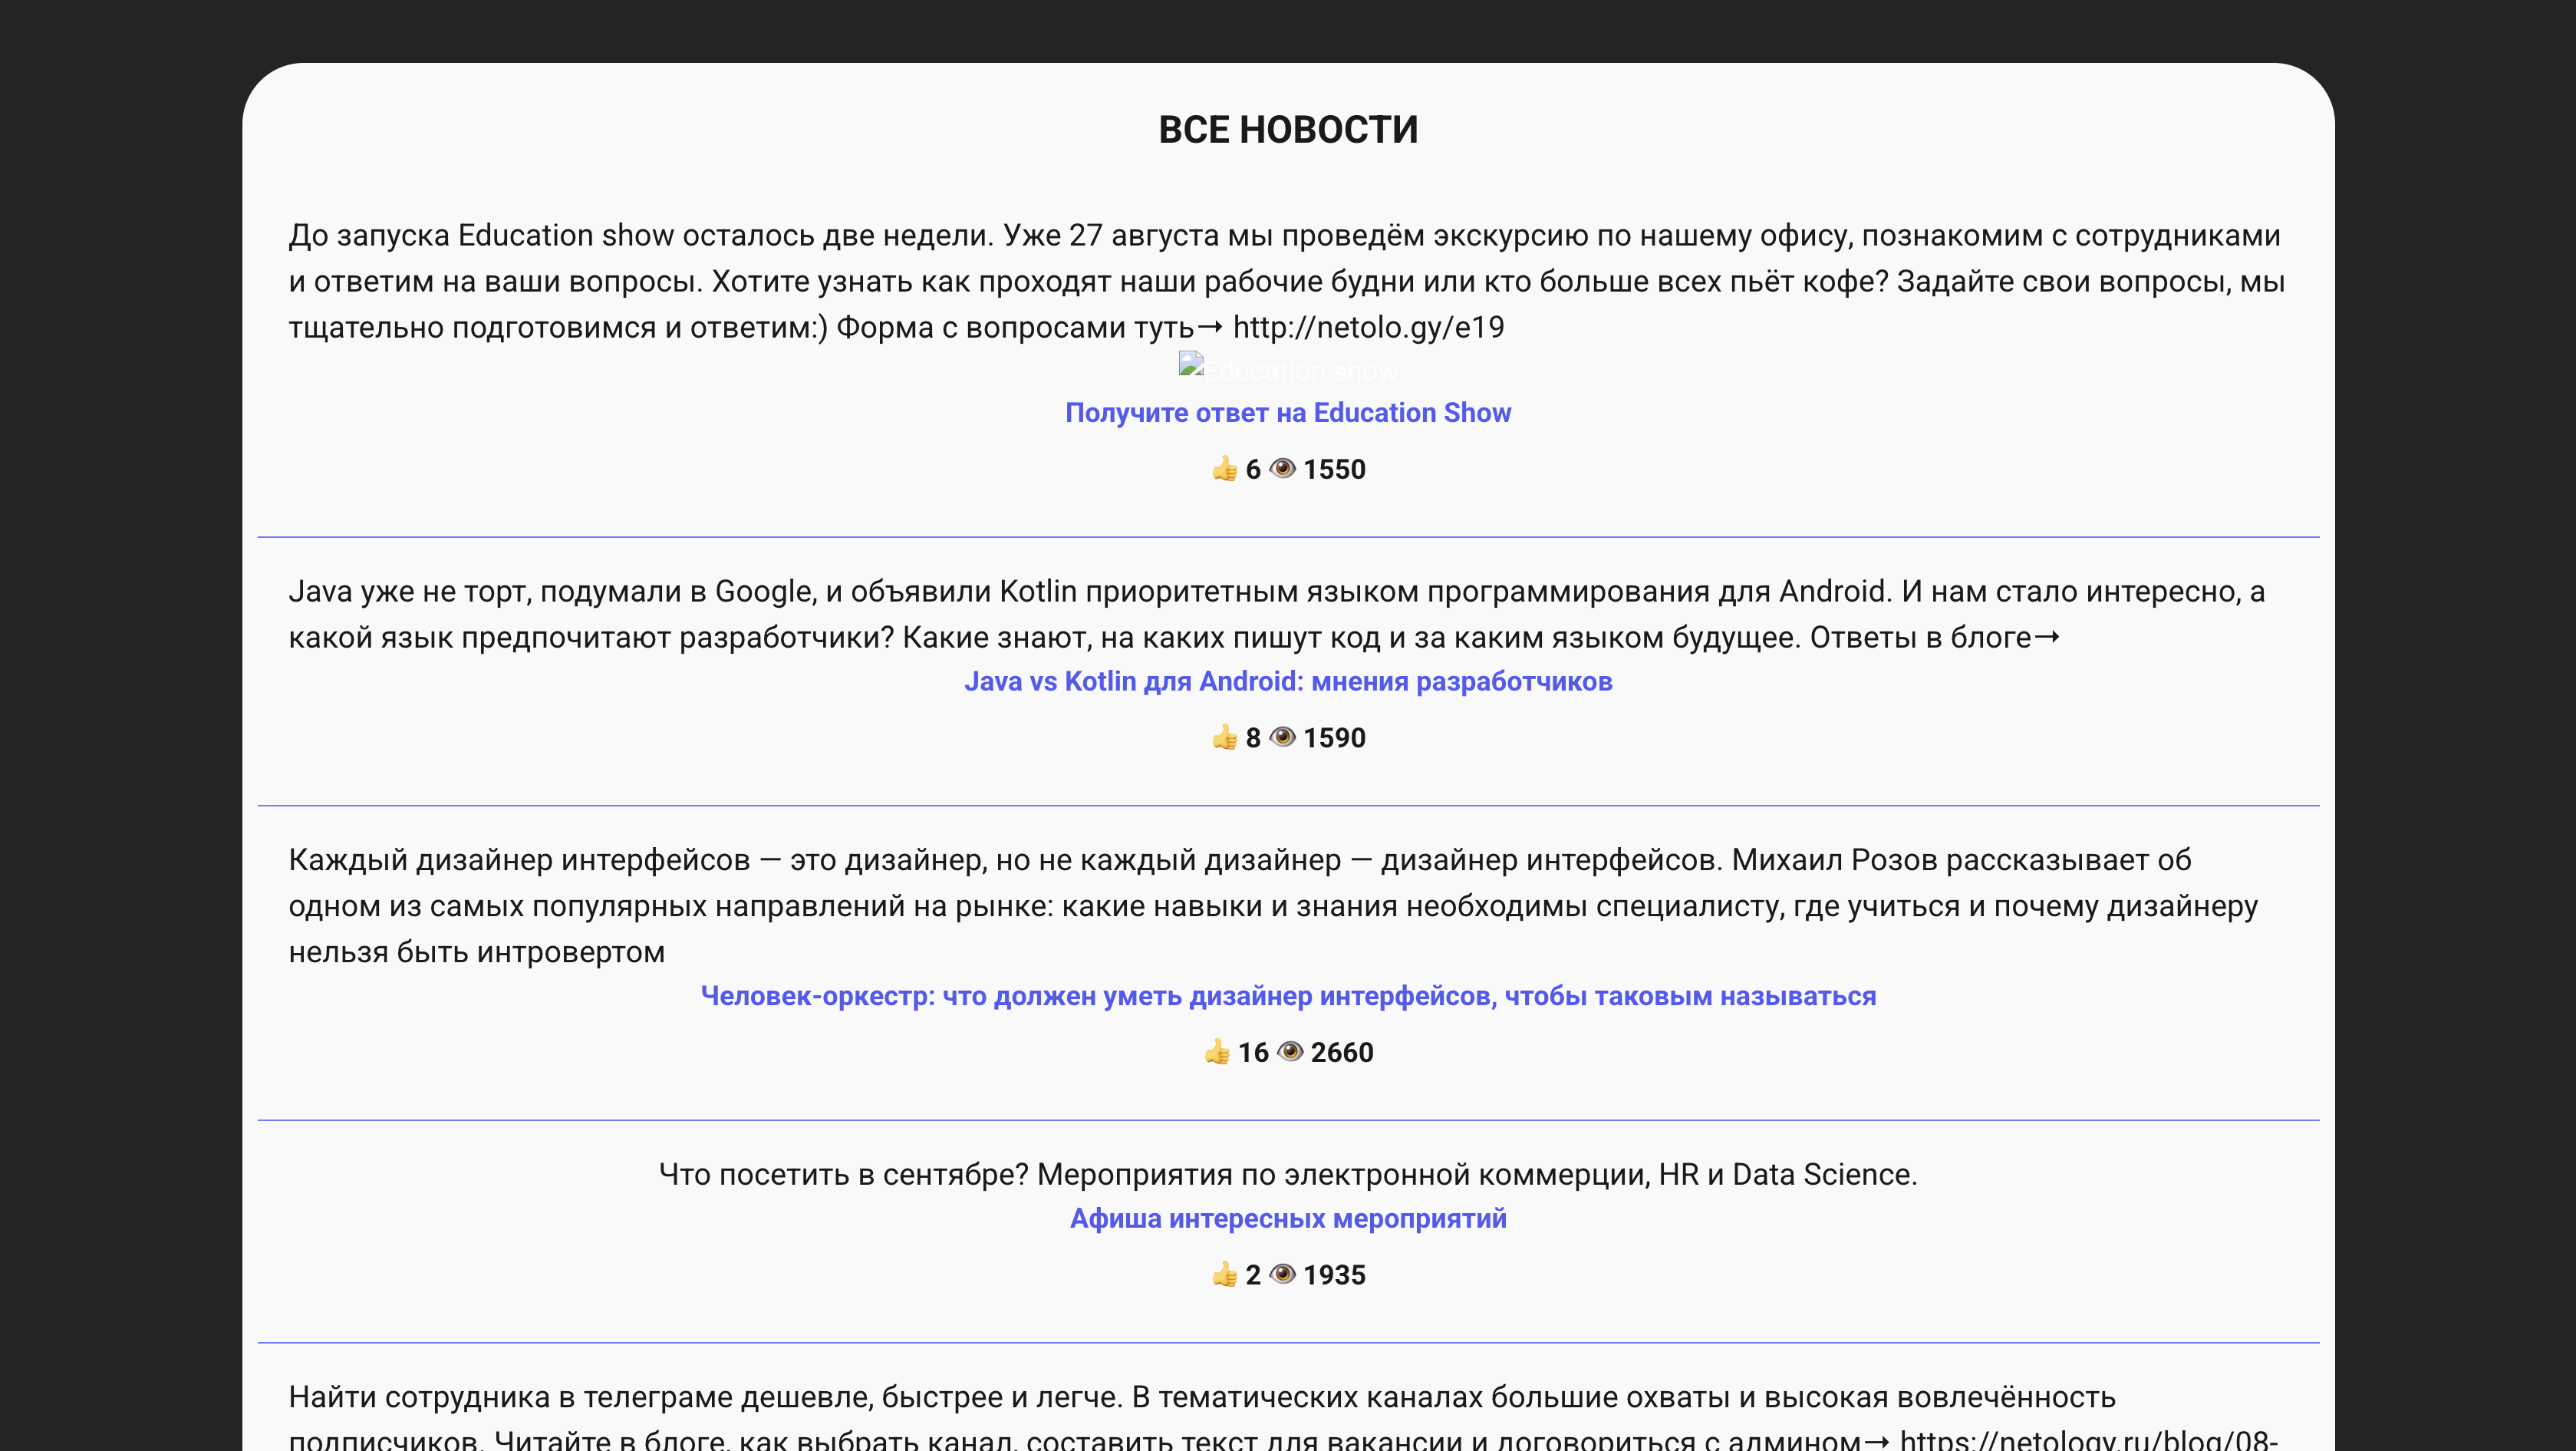 ВСЕ НОВОСТИ
До запуска Education show осталось две недели. Уже 27 августа мы проведём экскурсию по нашему офису, познакомим с сотрудниками
и ответим на ваши вопросы. Хотите узнать как проходят наши рабочие будни или кто больше всех пьёт кофе? Задайте свои вопросы, мы
тщательно подготовимся и ответим:) Форма с вопросами туть→ http://netolo.gy/e19
Education show
Получите ответ на Education Show
👍 6 👁 1550
Java уже не торт, подумали в Google, и объявили Kotlin приоритетным языком программирования для Android. И нам стало интересно, а
какой язык предпочитают разработчики? Какие знают, на каких пишут код и за каким языком будущее. Ответы в блоге→
Java vs Kotlin для Android: мнения разработчиков
👍 8 👁 1590
Каждый дизайнер интерфейсов — это дизайнер, но не каждый дизайнер — дизайнер интерфейсов. Михаил Розов рассказывает об
одном из самых популярных направлений на рынке: какие навыки и знания необходимы специалисту, где учиться и почему дизайнеру
нельзя быть интровертом
Человек-оркестр: что должен уметь дизайнер интерфейсов, чтобы таковым называться
👍 16 👁 2660
Что посетить в сентябре? Мероприятия по электронной коммерции, HR и Data Science.
Афиша интересных мероприятий
👍 2 👁 1935
Найти сотрудника в телеграме дешевле, быстрее и легче. В тематических каналах большие охваты и высокая вовлечённость
подписчиков. Читайте в блоге, как выбрать канал, составить текст для вакансии и договориться с админом→ https://netology.ru/blog/08-